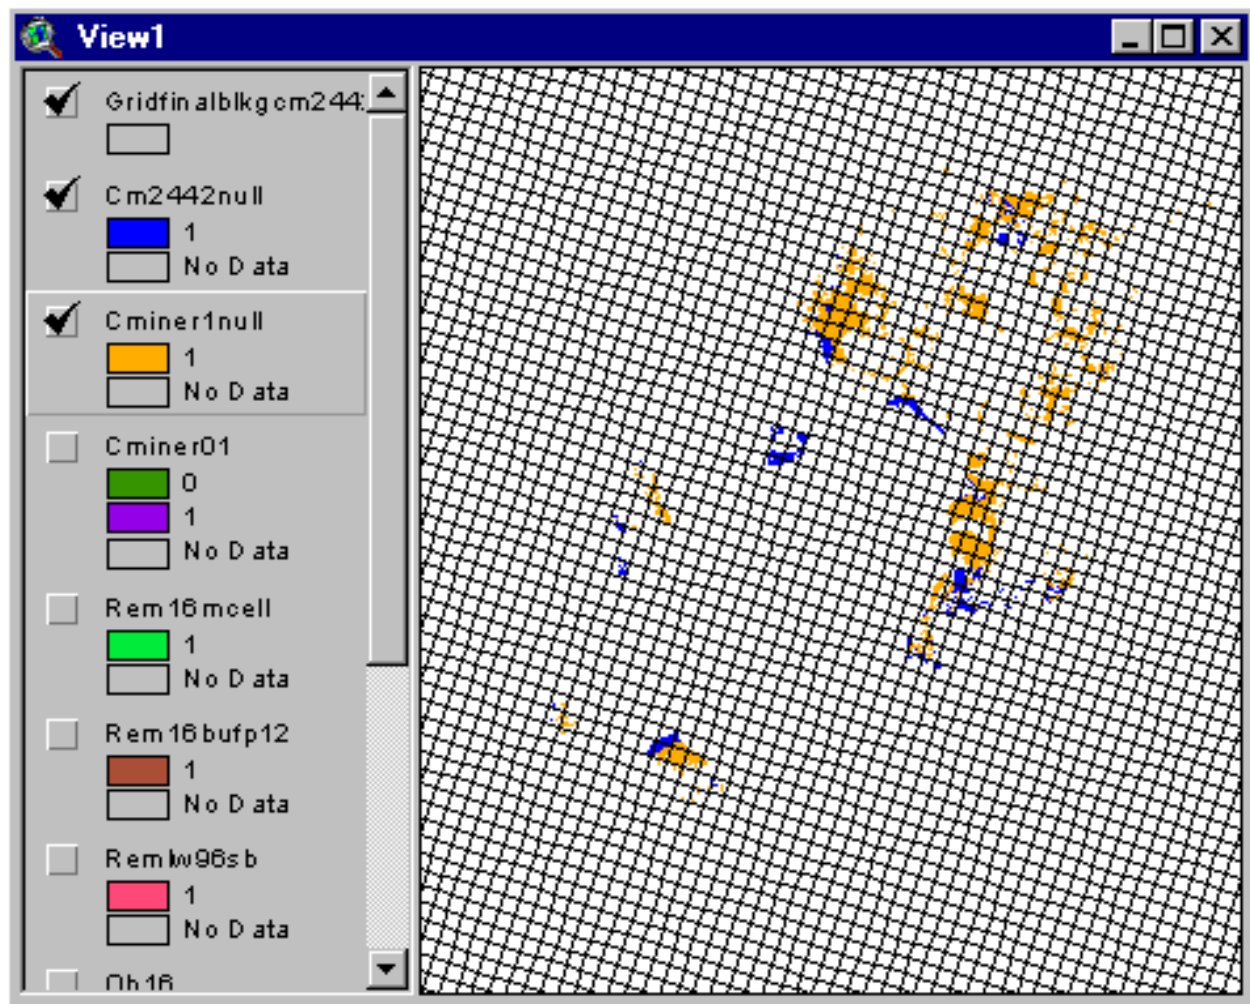 View1
Gridfinalblkgcm244
Cm2442null
1
No Data
Cminer1null
1
No Data
Cminer01
0
1
No Data
Rem16mcell
1
No Data
Rem16bufp12
1
No Data
Remlw96sb
1
No Data